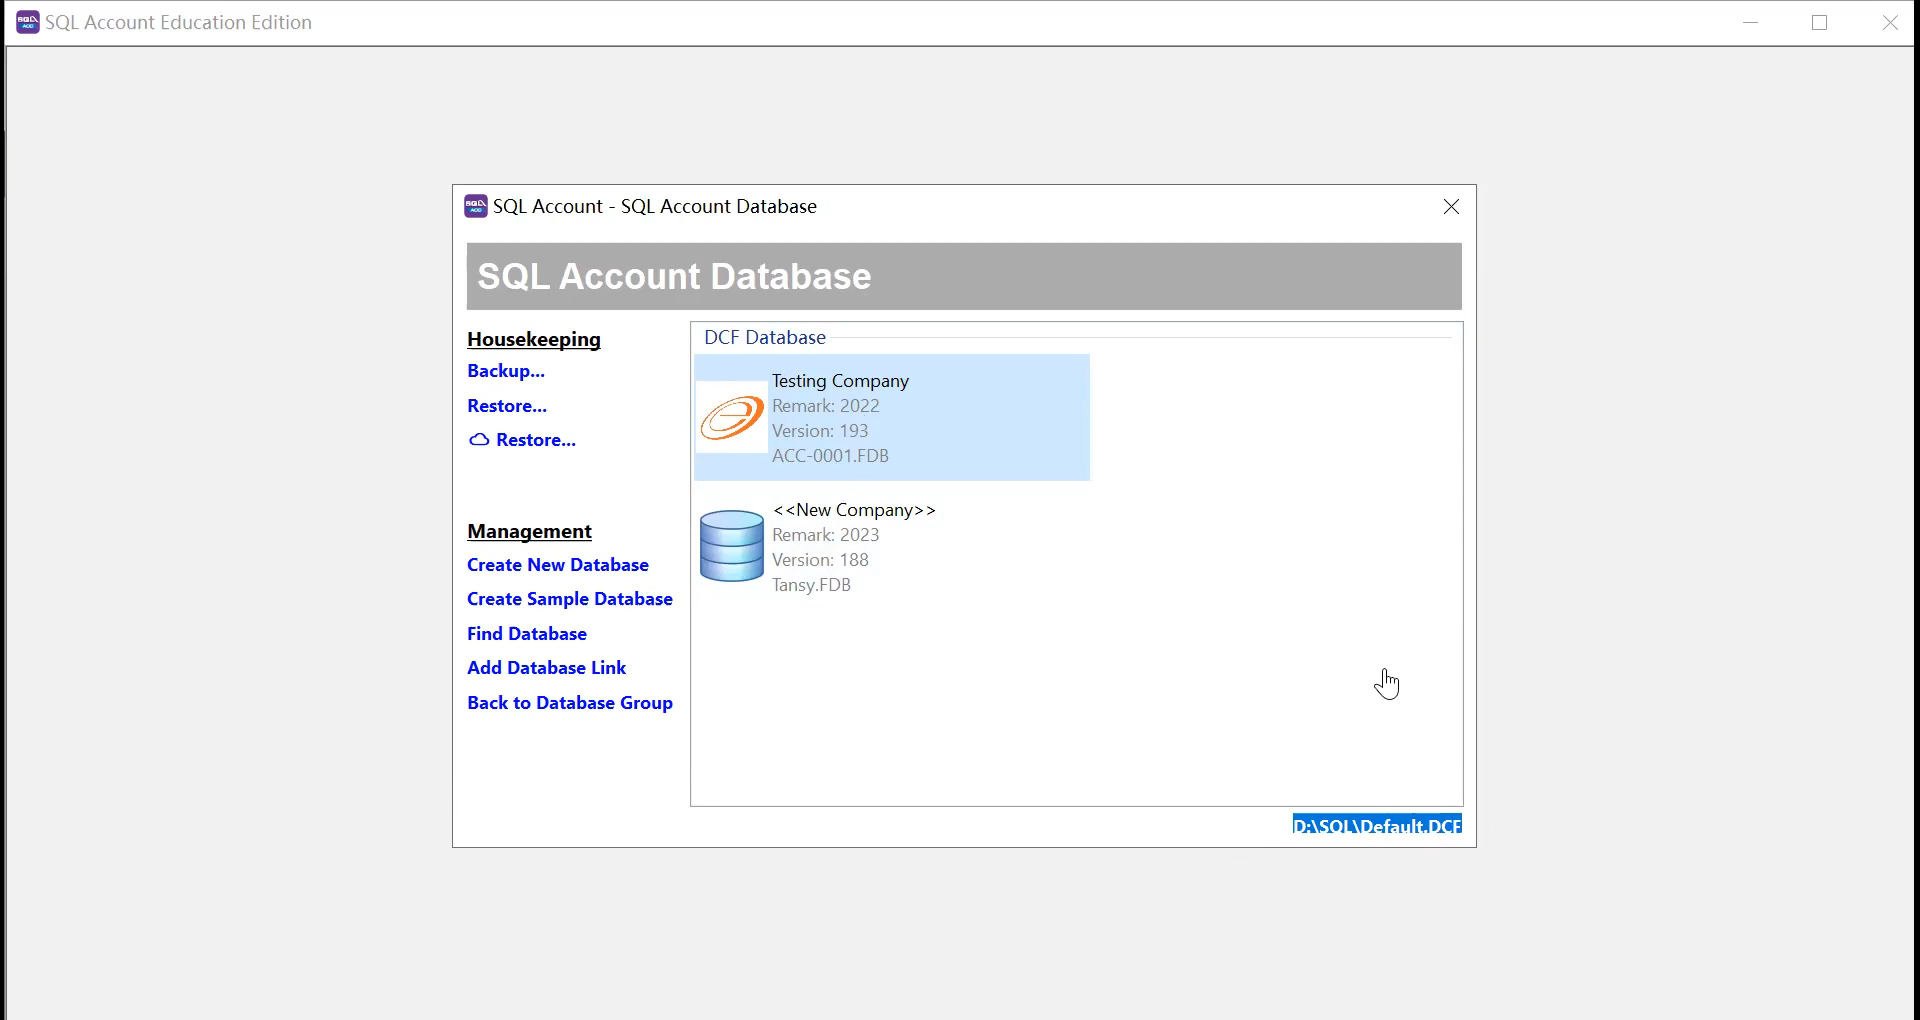 SQL Account Education Edition
SQL Account - SQL Account Database
SQL Account Database
Housekeeping
Backup...
Restore...
Restore...
Management
Create New Database
Create Sample Database
Find Database
Add Database Link
Back to Database Group
DCF Database
Testing Company
Remark: 2022
Version: 193
ACC-0001.FDB
<<New Company>>
Remark: 2023
Version: 188
Tansy.FDB
D:\SQL\Default.DCF